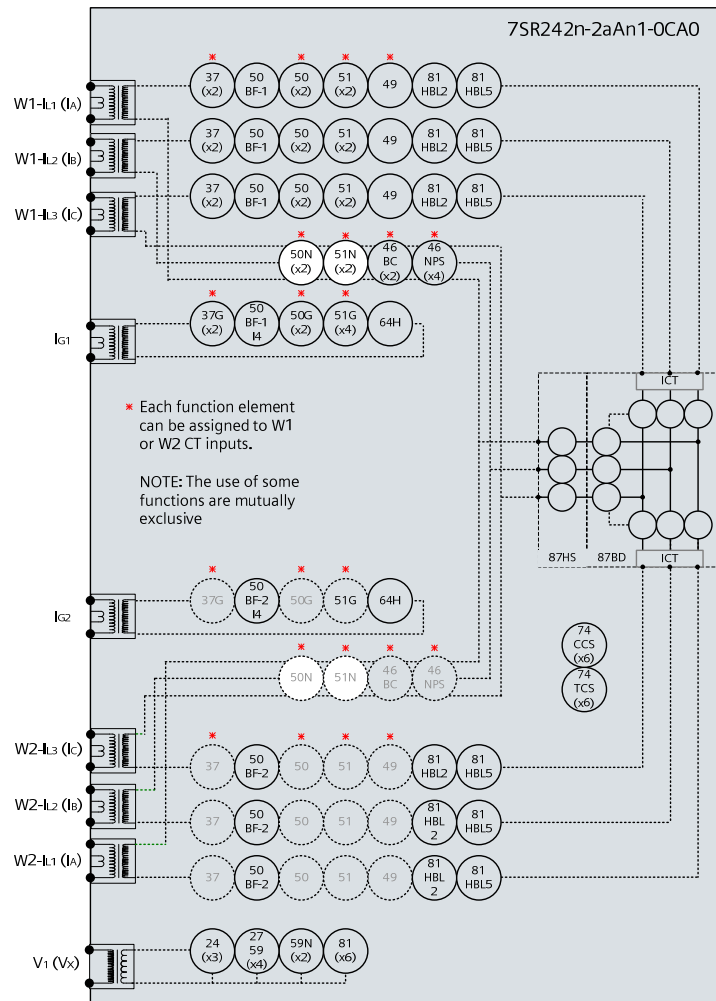 7SR242n-2aAn1-0CA0
* * * *
W1-IL1 (IA) 37 (x2) 50 BF-1 50 (x2) 51 (x2) 49 81 HBL2 81 HBL5
W1-IL2 (IB) 37 (x2) 50 BF-1 50 (x2) 51 (x2) 49 81 HBL2 81 HBL5
W1-IL3 (IC) 37 (x2) 50 BF-1 50 (x2) 51 (x2) 49 81 HBL2 81 HBL5
* * * *
50N (x2) 51N (x2) 46 BC (x2) 46 NPS (x4)
* * *
IG1 37G (x2) 50 BF-1 I4 50G (x2) 51G (x4) 64H
ICT
* Each function element
can be assigned to W1
or W2 CT inputs.
NOTE: The use of some
functions are mutually
exclusive
87HS 87BD ICT
* * *
IG2 37G 50 BF-2 I4 50G 51G 64H
74 CCS (x6)
* * * *
50N 51N 46 BC 46 NPS
74 TCS (x6)
* * * *
W2-IL3 (IC) 37 50 BF-2 50 51 49 81 HBL2 81 HBL5
W2-IL2 (IB) 37 50 BF-2 50 51 49 81 HBL 2 81 HBL5
W2-IL1 (IA) 37 50 BF-2 50 51 49 81 HBL 2 81 HBL5
V1 (VX) 24 (x3) 27 59 (x4) 59N (x2) 81 (x6)